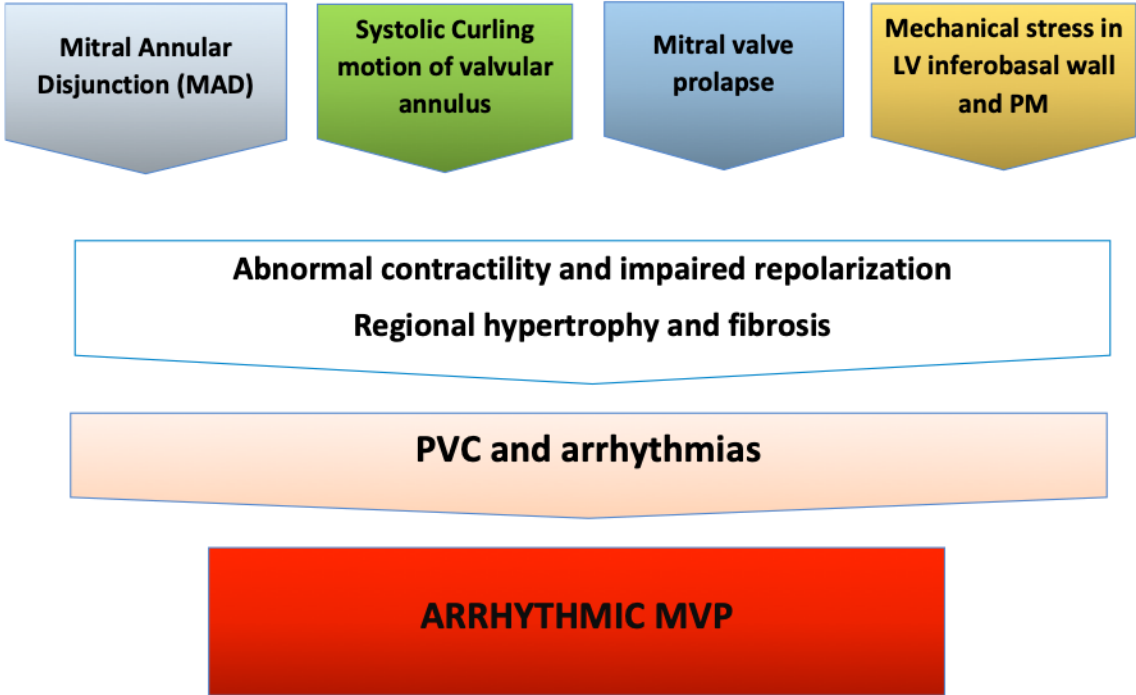 Mitral Annular
Disjunction (MAD)
Systolic Curling
motion of valvular
annulus
Mitral valve
prolapse
Mechanical stress in
LV inferobasal wall
and PM
Abnormal contractility and impaired repolarization
Regional hypertrophy and fibrosis
PVC and arrhythmias
ARRHYTHMIC MVP